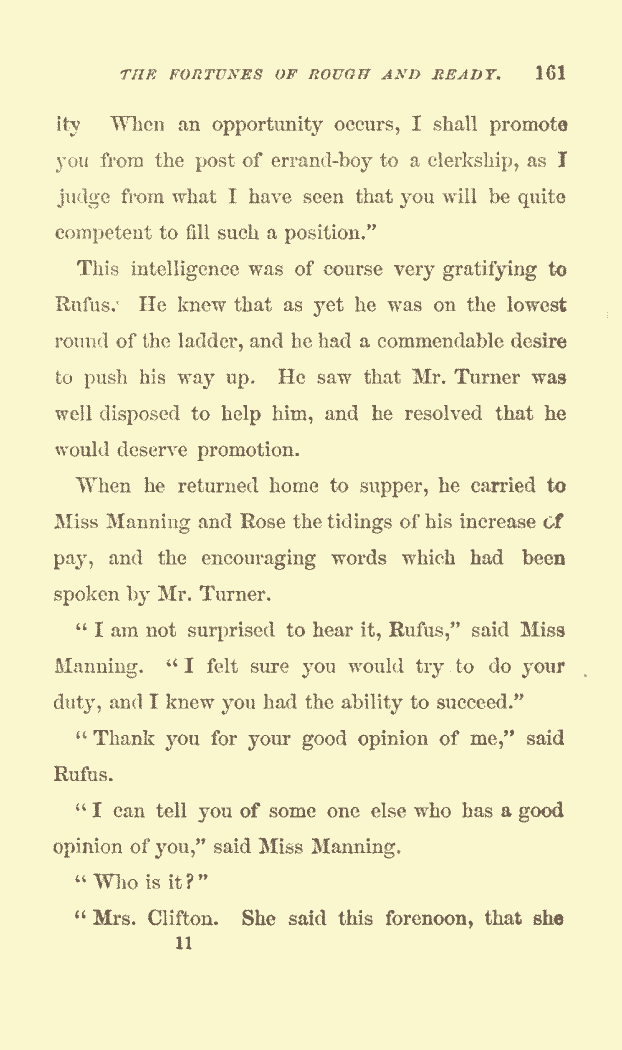 THE FORTUNES OF ROUGH AND READY. 161
ity When an opportunity occurs, I shall promote
you from the post of errand-boy to a clerkship, as I
judge from what I have seen that you will be quite
competent to fill such a position.”
This intelligence was of course very gratifying to
Rufus. He knew that as yet he was on the lowest
round of the ladder, and he had a commendable desire
to push his way up. He saw that Mr. Turner was
well disposed to help him, and he resolved that he
would deserve promotion.
When he returned home to supper, he carried to
Miss Manning and Rose the tidings of his increase of
pay, and the encouraging words which had been
spoken by Mr. Turner.
“ I am not surprised to hear it, Rufus,” said Miss
Manning. “ I felt sure you would try to do your
duty, and I knew you had the ability to succeed.”
“ Thank you for your good opinion of me,” said
Rufus.
“ I can tell you of some one else who has a good
opinion of you,” said Miss Manning.
“ Who is it?”
“ Mrs. Clifton. She said this forenoon, that she
11